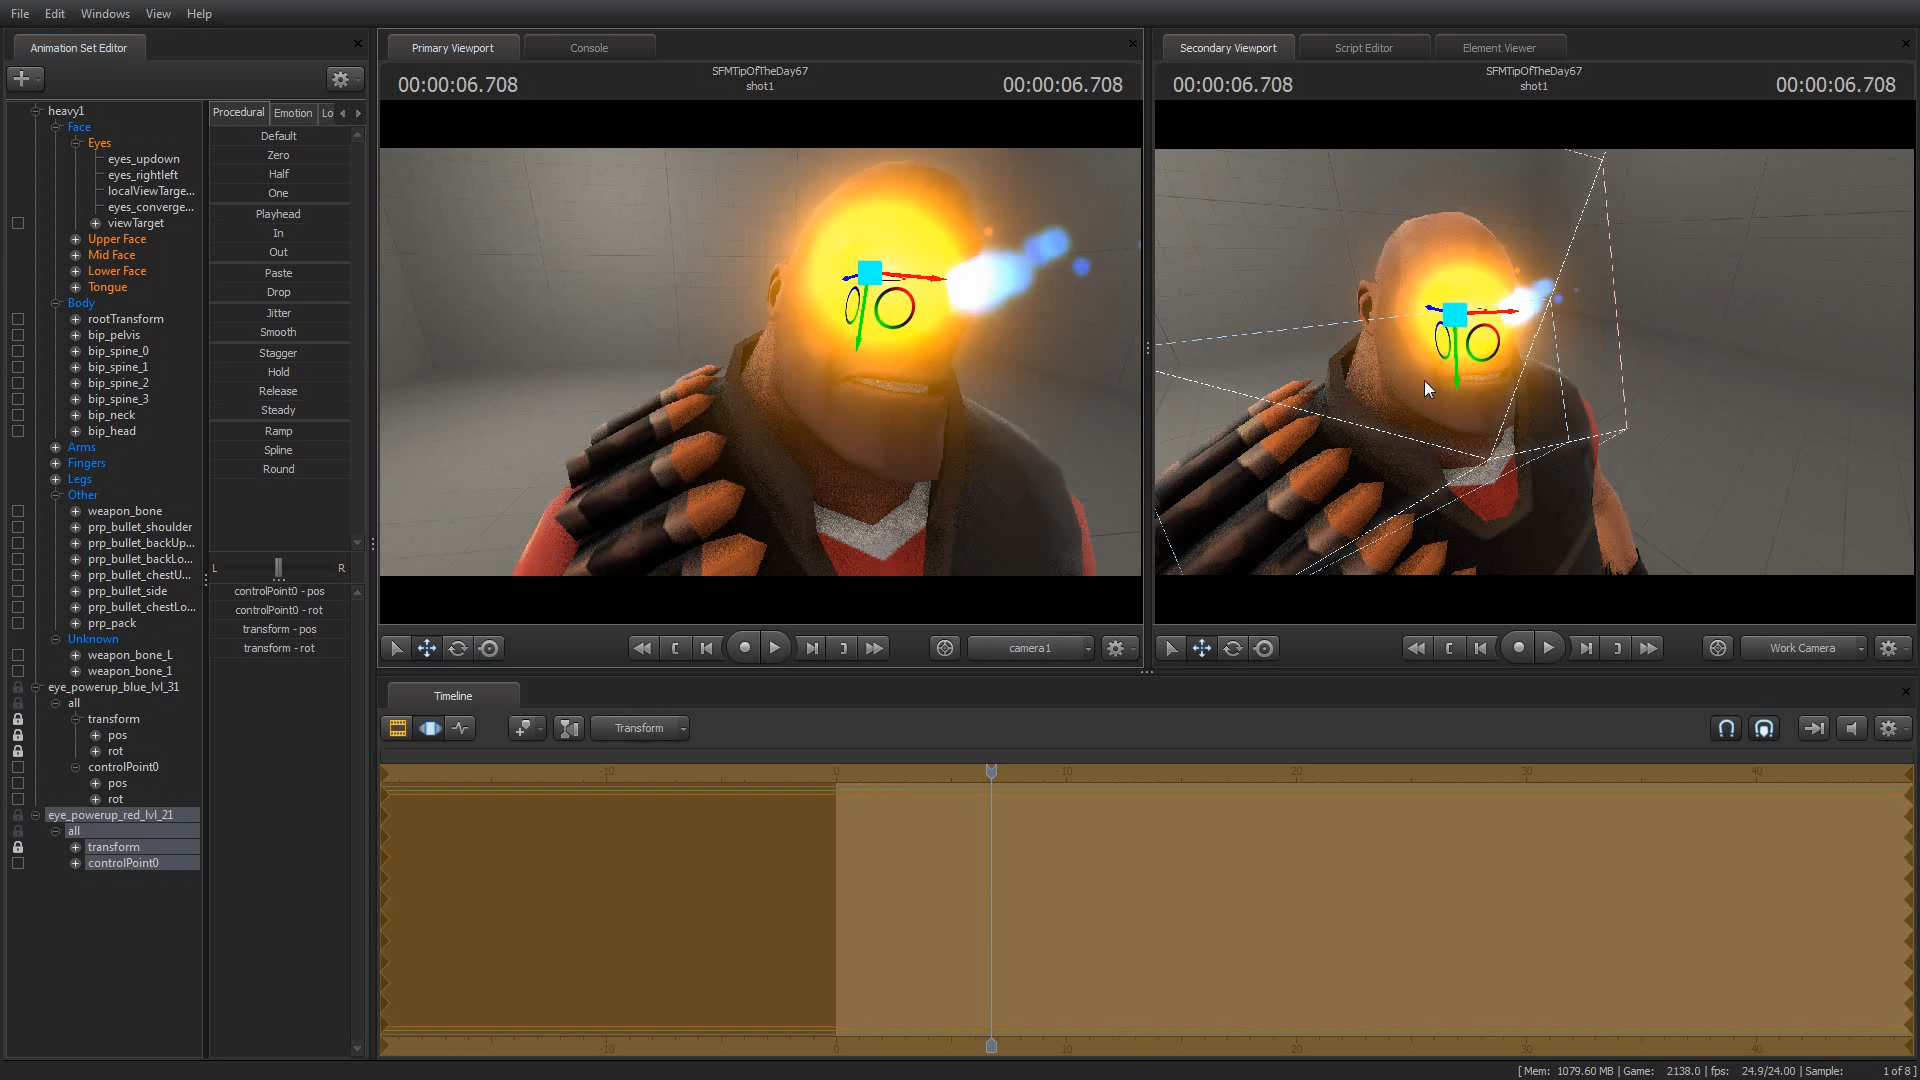 File Edit Windows View Help
Animation Set Editor
Primary Viewport
Console
Secondary Viewport
Script Editor
Element Viewer
00:00:06.708
SFMTipOfTheDay67
shot1
00:00:06.708
00:00:06.708
SFMTipOfTheDay67
shot1
00:00:06.708
heavy1
Face
Eyes
eyes_updown
eyes_rightleft
localViewTarge...
eyes_converge...
viewTarget
Upper Face
Mid Face
Lower Face
Tongue
Body
rootTransform
bip_pelvis
bip_spine_0
bip_spine_1
bip_spine_2
bip_spine_3
bip_neck
bip_head
Arms
Fingers
Legs
Other
weapon_bone
prp_bullet_shoulder
prp_bullet_backUp...
prp_bullet_backLo...
prp_bullet_chestU...
prp_bullet_side
prp_bullet_chestLo...
prp_pack
Unknown
weapon_bone_L
weapon_bone_1
eye_powerup_blue_lvl_31
all
transform
pos
rot
controlPoint0
pos
rot
eye_powerup_red_lvl_21
all
transform
controlPoint0
Procedural Emotion Lo
Default
Zero
Half
One
Playhead
In
Out
Paste
Drop
Jitter
Smooth
Stagger
Hold
Release
Steady
Ramp
Spline
Round
L R
controlPoint0 - pos
controlPoint0 - rot
transform - pos
transform - rot
camera1
Work Camera
Timeline
Transform
-10 0 10 20 30 40
-10 0 10 20 30 40
[ Mem: 1079.60 MB | Game: 2138.0 | fps: 24.9/24.00 | Sample: 1 of 8 ]